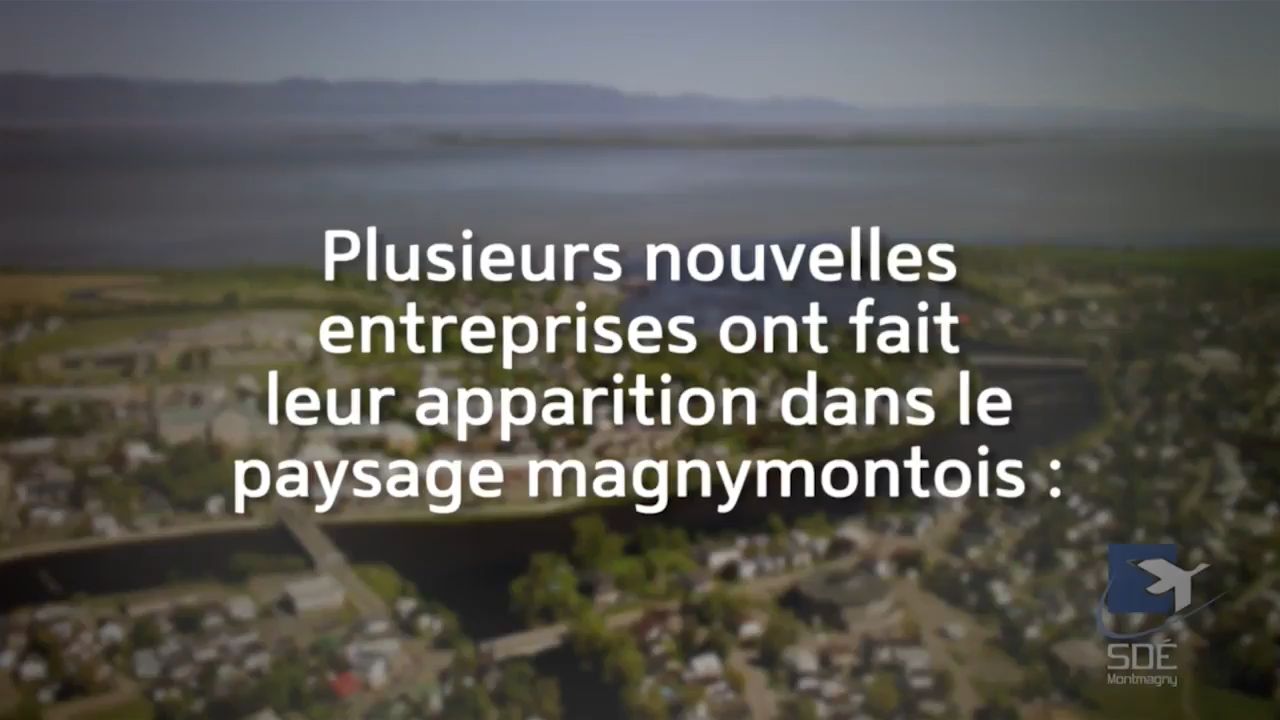 Plusieurs nouvelles
entreprises ont fait
leur apparition dans le
paysage magnymontois :
SDÉ
Montmagny